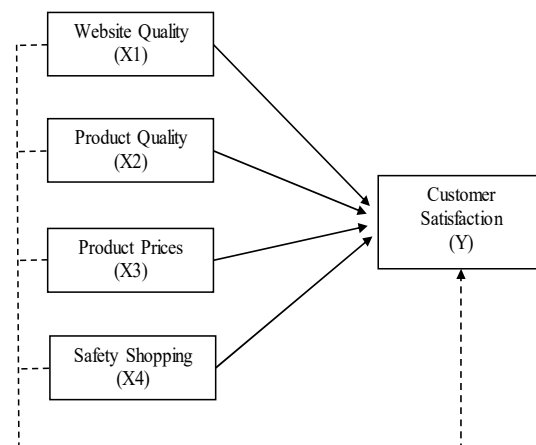 Website Quality
(X1)
Product Quality
(X2)
Product Prices
(X3)
Safety Shopping
(X4)
Customer
Satisfaction
(Y)